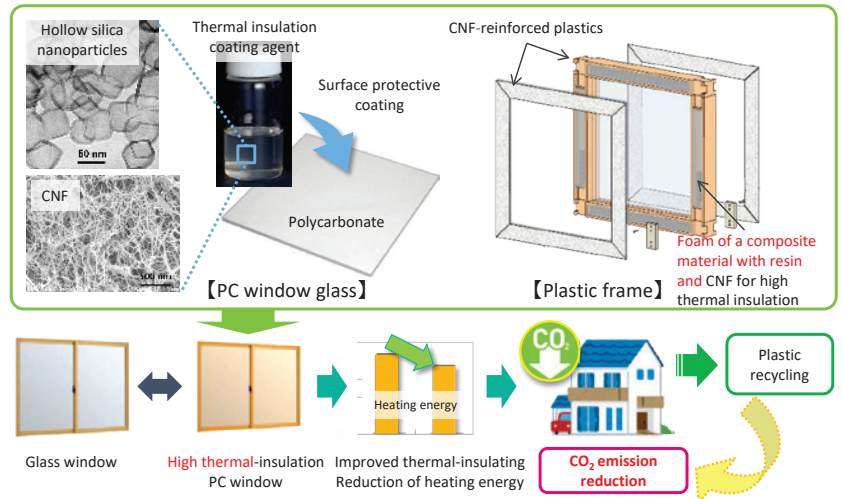 Hollow silica
nanoparticles
60 nm
CNF
500 nm
Thermal insulation
coating agent
Surface protective
coating
Polycarbonate
【PC window glass】
CNF-reinforced plastics
Foam of a composite
material with resin
and CNF for high
thermal insulation
【Plastic frame】
Glass window
High thermal-insulation
PC window
Heating energy
Improved thermal-insulating
Reduction of heating energy
CO₂
CO₂ emission
reduction
Plastic
recycling